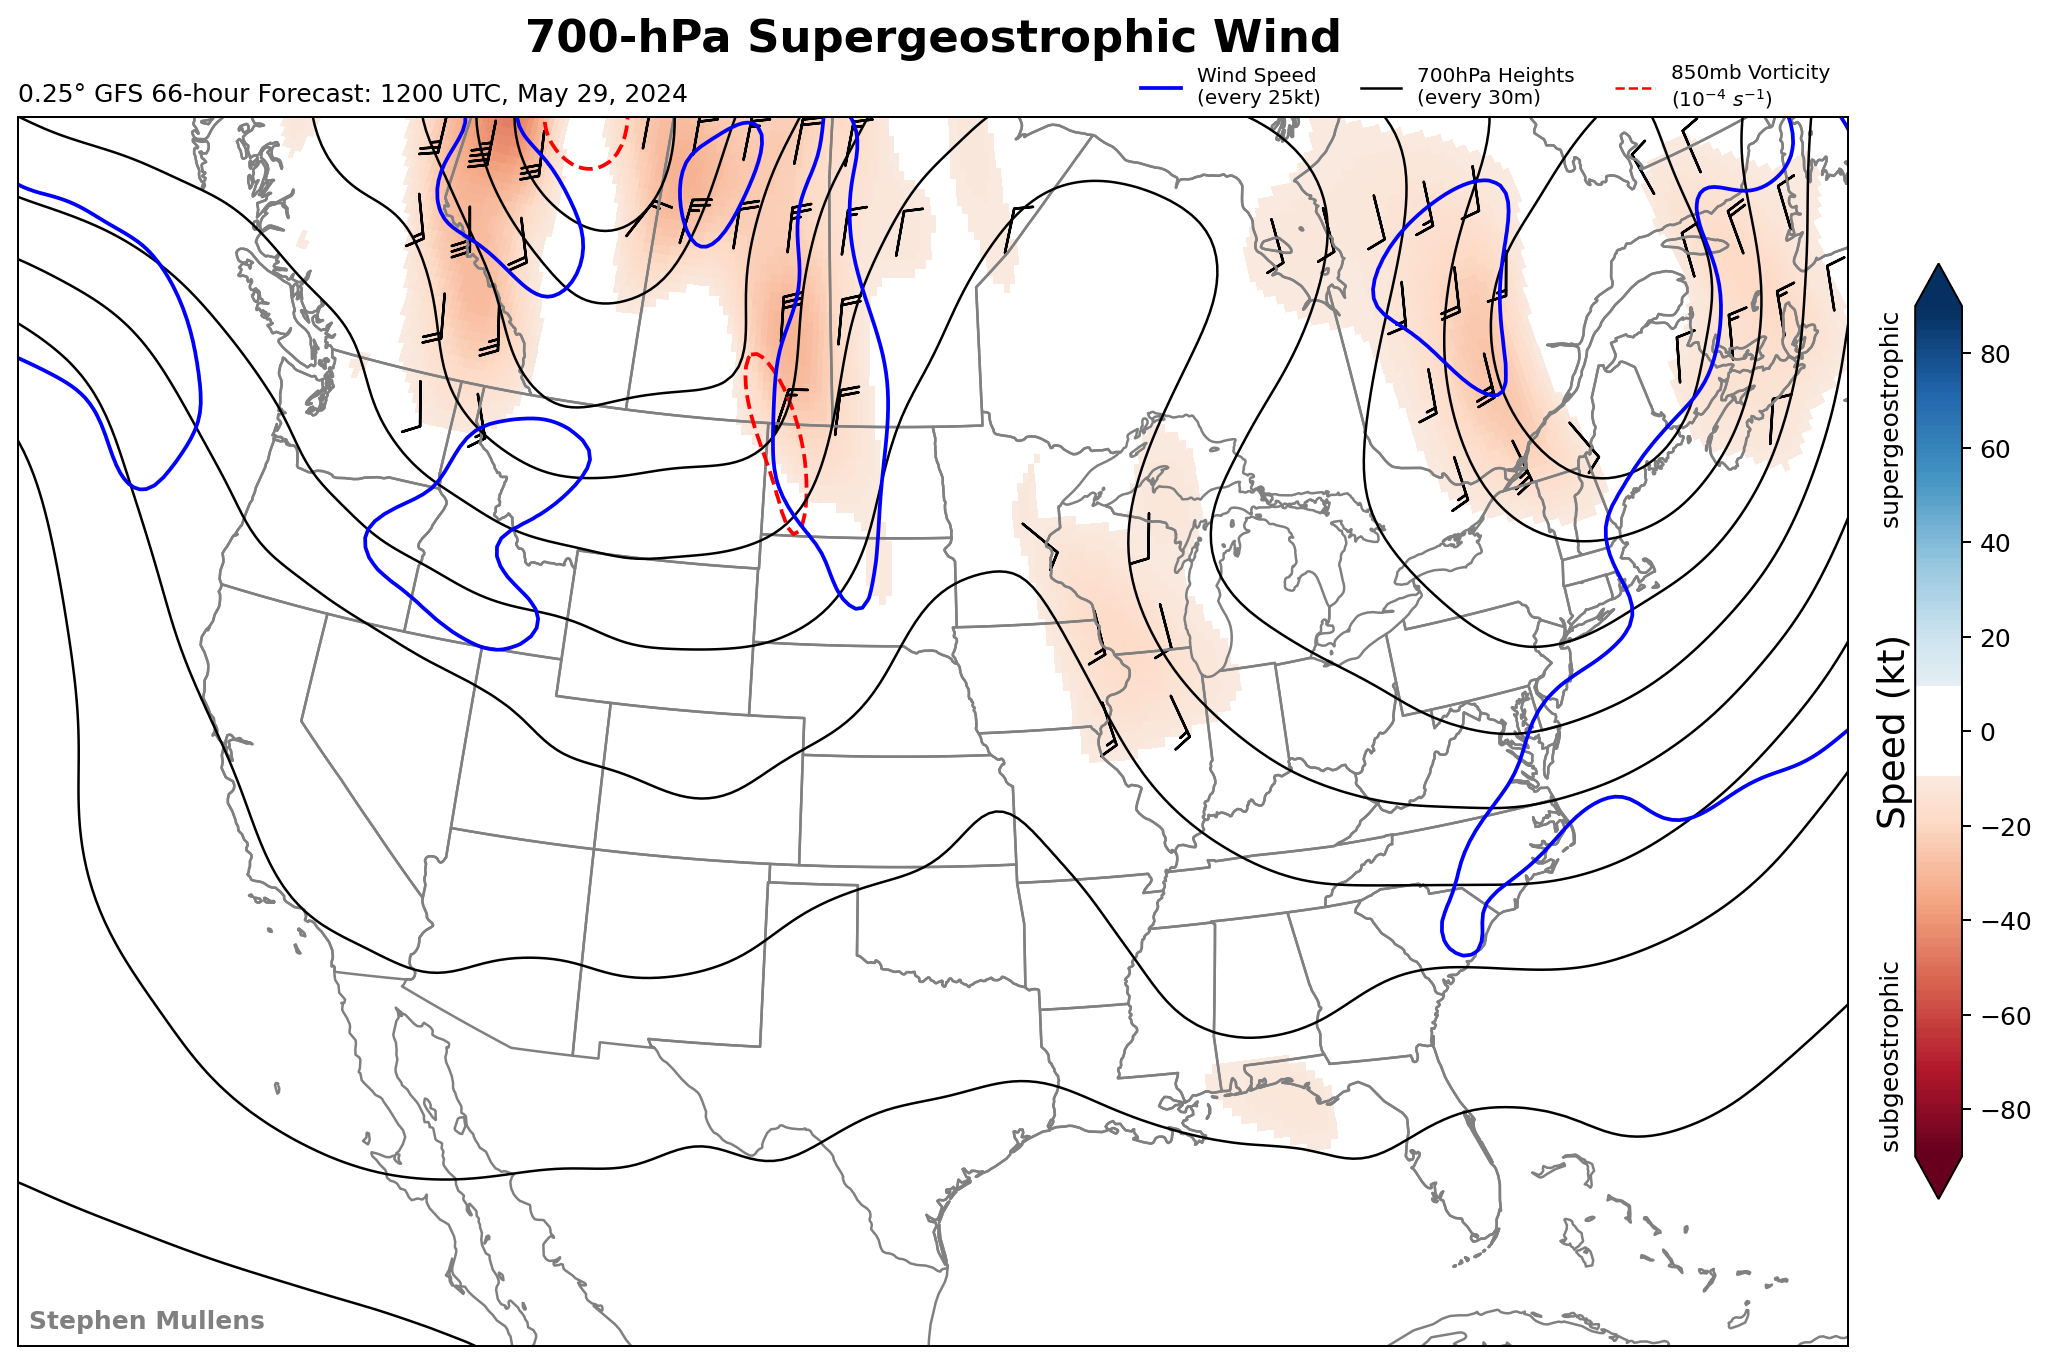 700-hPa Supergeostrophic Wind
0.25° GFS 66-hour Forecast: 1200 UTC, May 29, 2024
Wind Speed
(every 25kt)
700hPa Heights
(every 30m)
850mb Vorticity
(10⁻⁴ s⁻¹)
supergeostrophic
subgeostrophic
Speed (kt)
80
60
40
20
0
−20
−40
−60
−80
Stephen Mullens